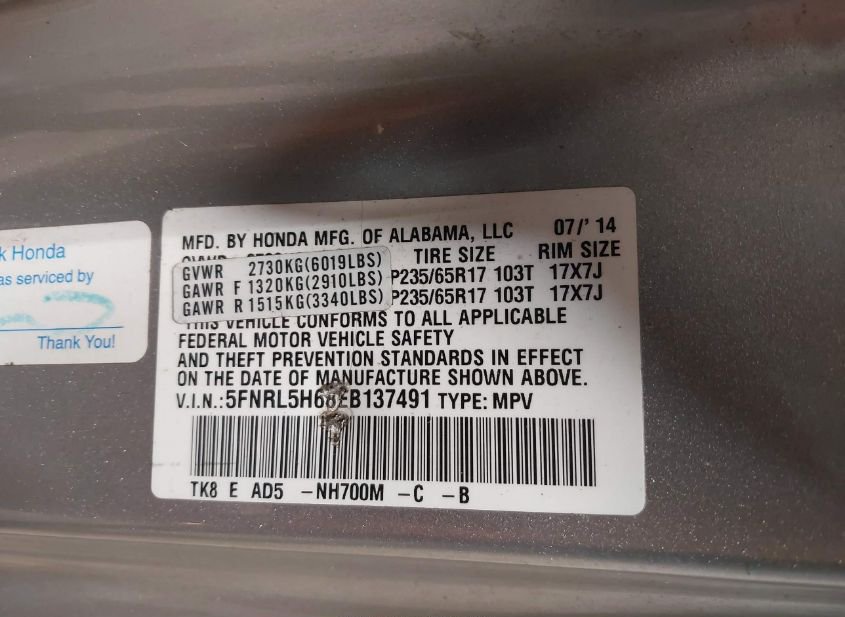 k Honda
as serviced by
Thank You!
MFD. BY HONDA MFG. OF ALABAMA, LLC 07/' 14
TIRE SIZE RIM SIZE
GVWR 2730KG(6019LBS)
GAWR F 1320KG(2910LBS) P235/65R17 103T 17X7J
GAWR R 1515KG(3340LBS) P235/65R17 103T 17X7J
THIS VEHICLE CONFORMS TO ALL APPLICABLE
FEDERAL MOTOR VEHICLE SAFETY
AND THEFT PREVENTION STANDARDS IN EFFECT
ON THE DATE OF MANUFACTURE SHOWN ABOVE.
V.I.N.:5FNRL5H68EB137491 TYPE: MPV
TK8 E AD5 -NH700M -C -B